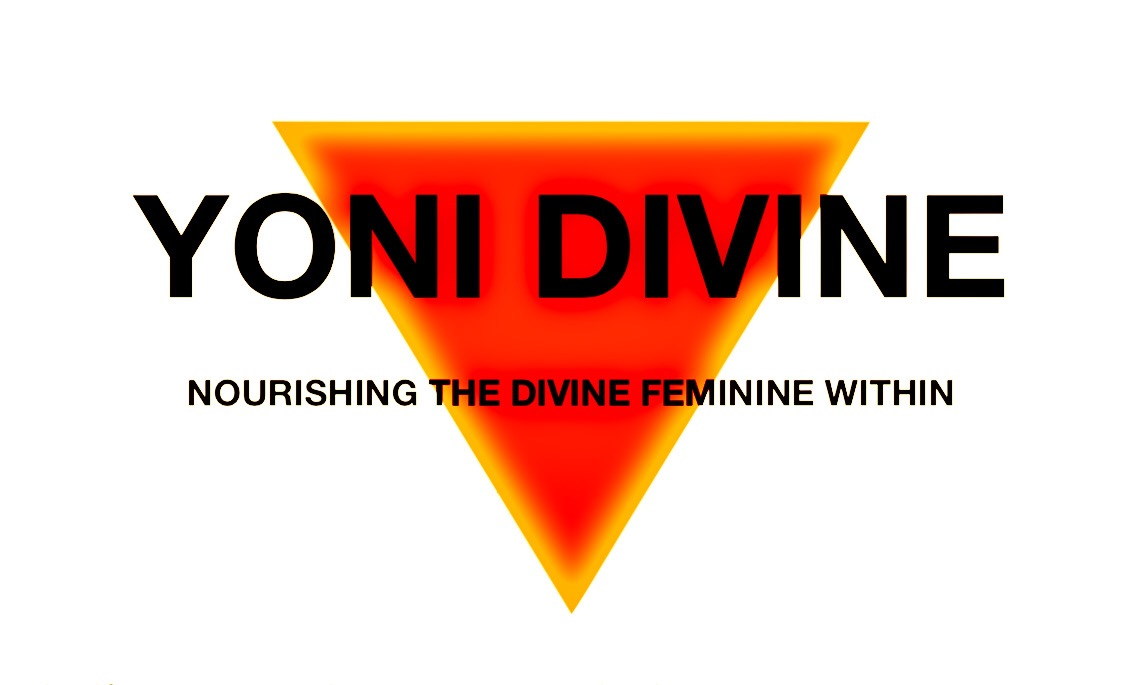 YONI DIVINE
NOURISHING THE DIVINE FEMININE WITHIN